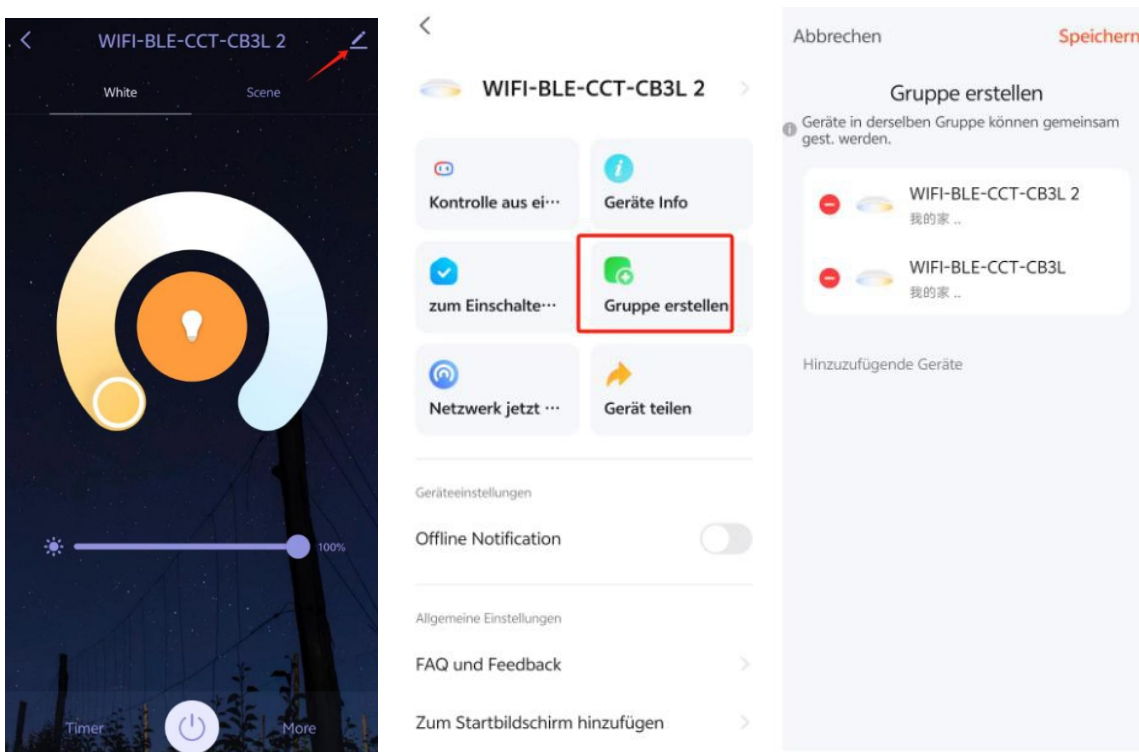 WIFI-BLE-CCT-CB3L 2
White
Scene
100%
Timer
More
WIFI-BLE-CCT-CB3L 2
Kontrolle aus ei...
Geräte Info
zum Einschalte...
Gruppe erstellen
Netzwerk jetzt ...
Gerät teilen
Geräteeinstellungen
Offline Notification
Allgemeine Einstellungen
FAQ und Feedback
Zum Startbildschirm hinzufügen
Abbrechen
Speichern
Gruppe erstellen
Geräte in derselben Gruppe können gemeinsam
gest. werden.
WIFI-BLE-CCT-CB3L 2
我的家 ..
WIFI-BLE-CCT-CB3L
我的家 ..
Hinzuzufügende Geräte